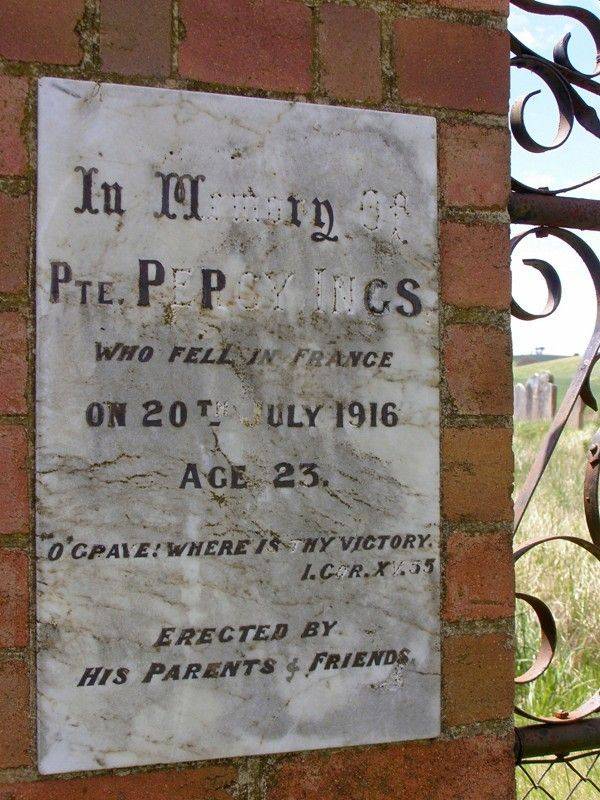 In Memory of
PTE. PERCY INGS
WHO FELL IN FRANCE
ON 20TH JULY 1916
AGE 23.
"O" GRAVE! WHERE IS THY VICTORY.
1. COR. XV. 55
ERECTED BY
HIS PARENTS & FRIENDS.